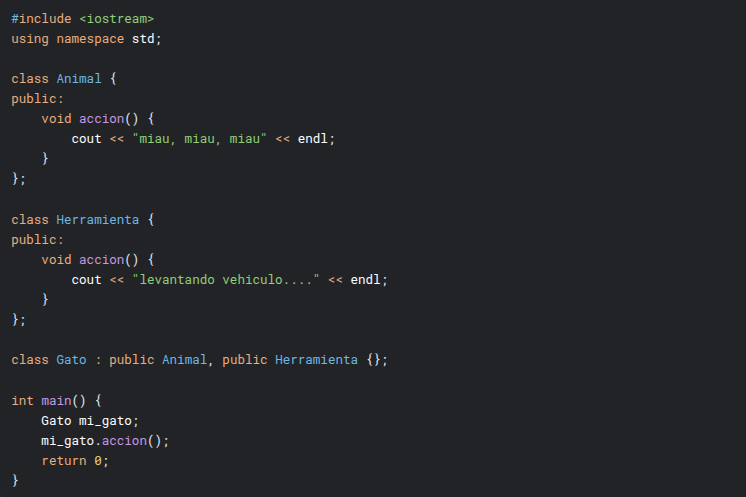 #include <iostream>
using namespace std;

class Animal {
public:
    void accion() {
        cout << "miau, miau, miau" << endl;
    }
};

class Herramienta {
public:
    void accion() {
        cout << "levantando vehiculo...." << endl;
    }
};

class Gato : public Animal, public Herramienta {};

int main() {
    Gato mi_gato;
    mi_gato.accion();
    return 0;
}